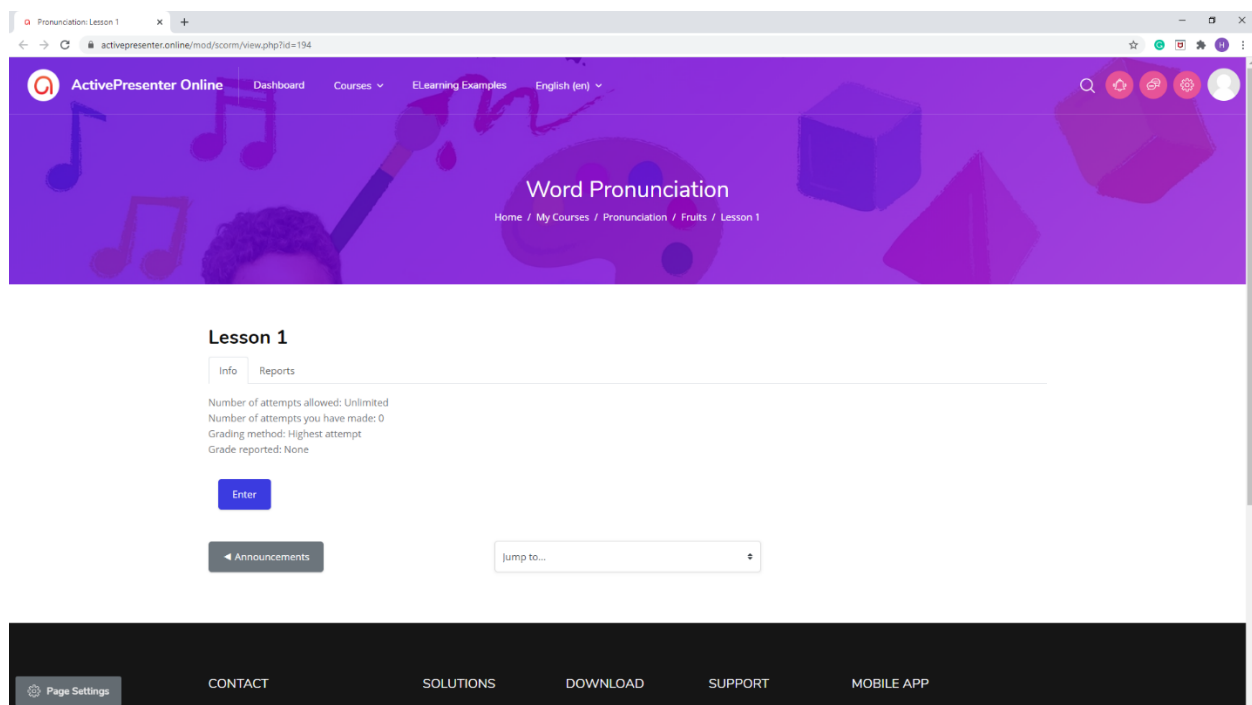 Pronunciation: Lesson 1
activepresenter.online/mod/scorm/view.php?id=194
H
ActivePresenter Online Dashboard Courses ELearning Examples English (en)
Word Pronunciation
Home / My Courses / Pronunciation / Fruits / Lesson 1
Lesson 1
Info Reports
Number of attempts allowed: Unlimited
Number of attempts you have made: 0
Grading method: Highest attempt
Grade reported: None
Enter
◄ Announcements Jump to...
Page Settings CONTACT SOLUTIONS DOWNLOAD SUPPORT MOBILE APP